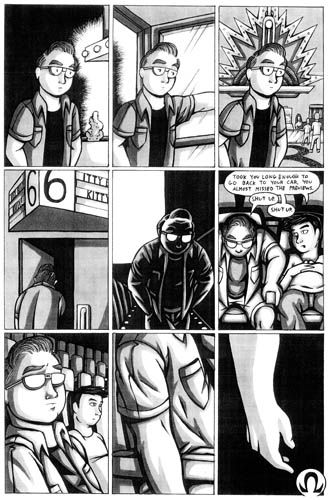 6
6
ITTY
KITTY
TOOK YOU LONG ENOUGH TO
GO BACK TO YOUR CAR, YOU
ALMOST MISSED THE PREVIEWS.
SHUT UP.
SHUT UP.